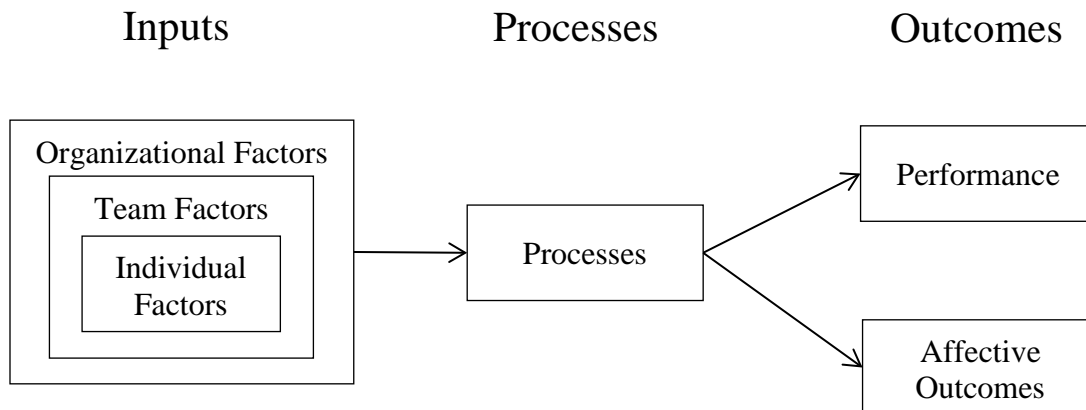 Inputs
Processes
Outcomes
Organizational Factors
Team Factors
Individual
Factors
Processes
Performance
Affective
Outcomes